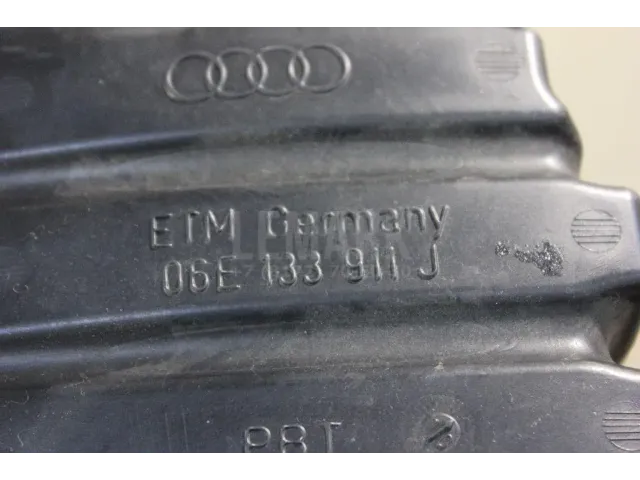 ETM Germany
06E 133 911 J
PBT